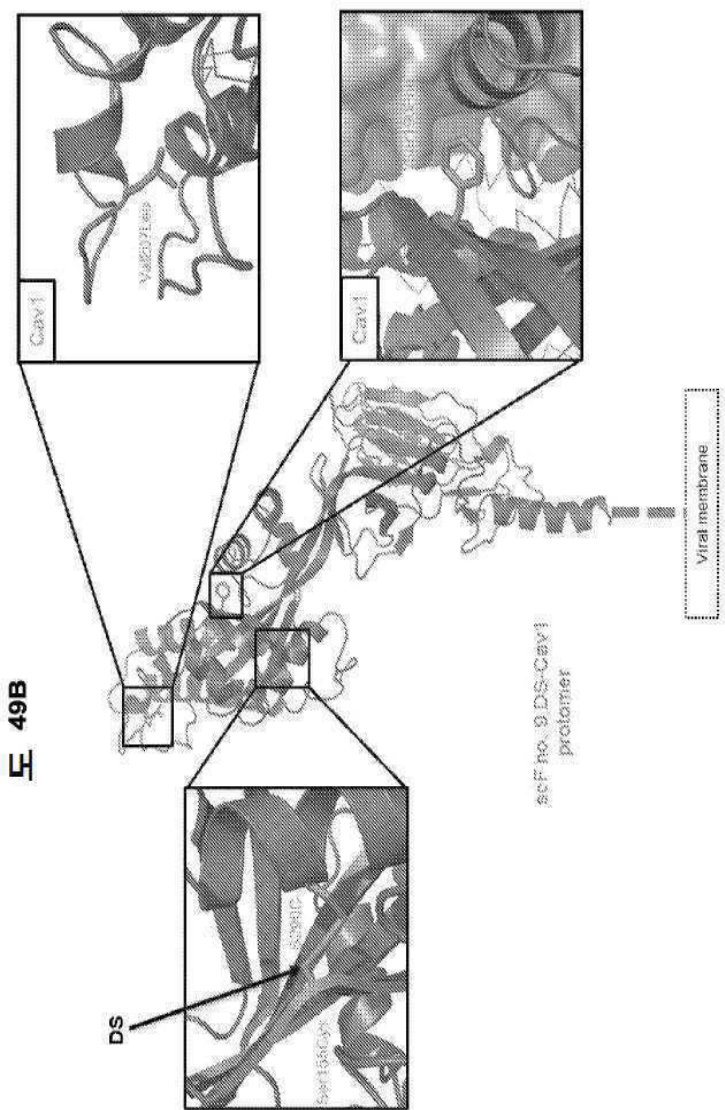 도 49B
DS
Ser155Cys
S290C
Cav1
Val207Leu
Cav1
scF no. 9 DS-Cav1
protomer
Viral membrane